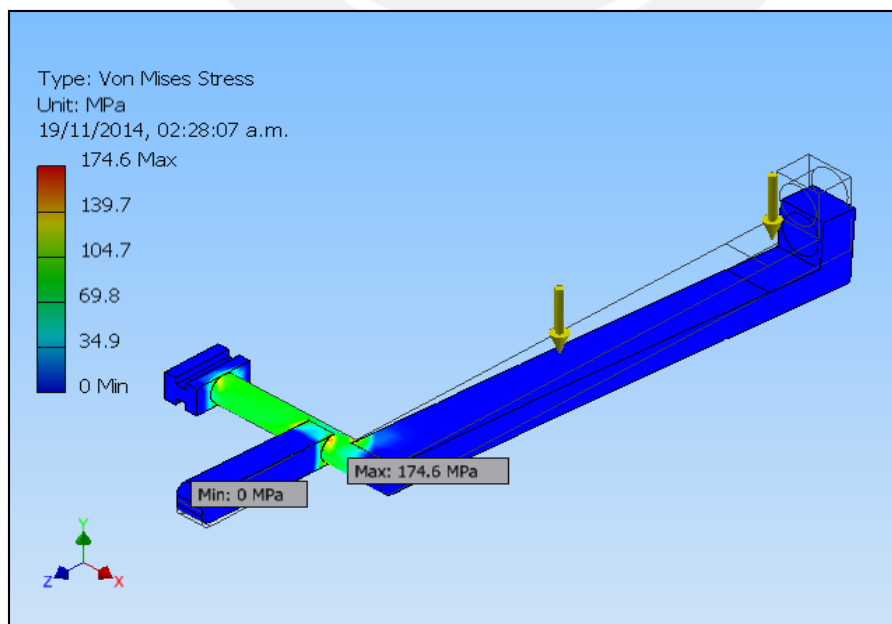 Type: Von Mises Stress
Unit: MPa
19/11/2014, 02:28:07 a.m.
174.6 Max
139.7
104.7
69.8
34.9
0 Min
Max: 174.6 MPa
Min: 0 MPa
Y
Z
X